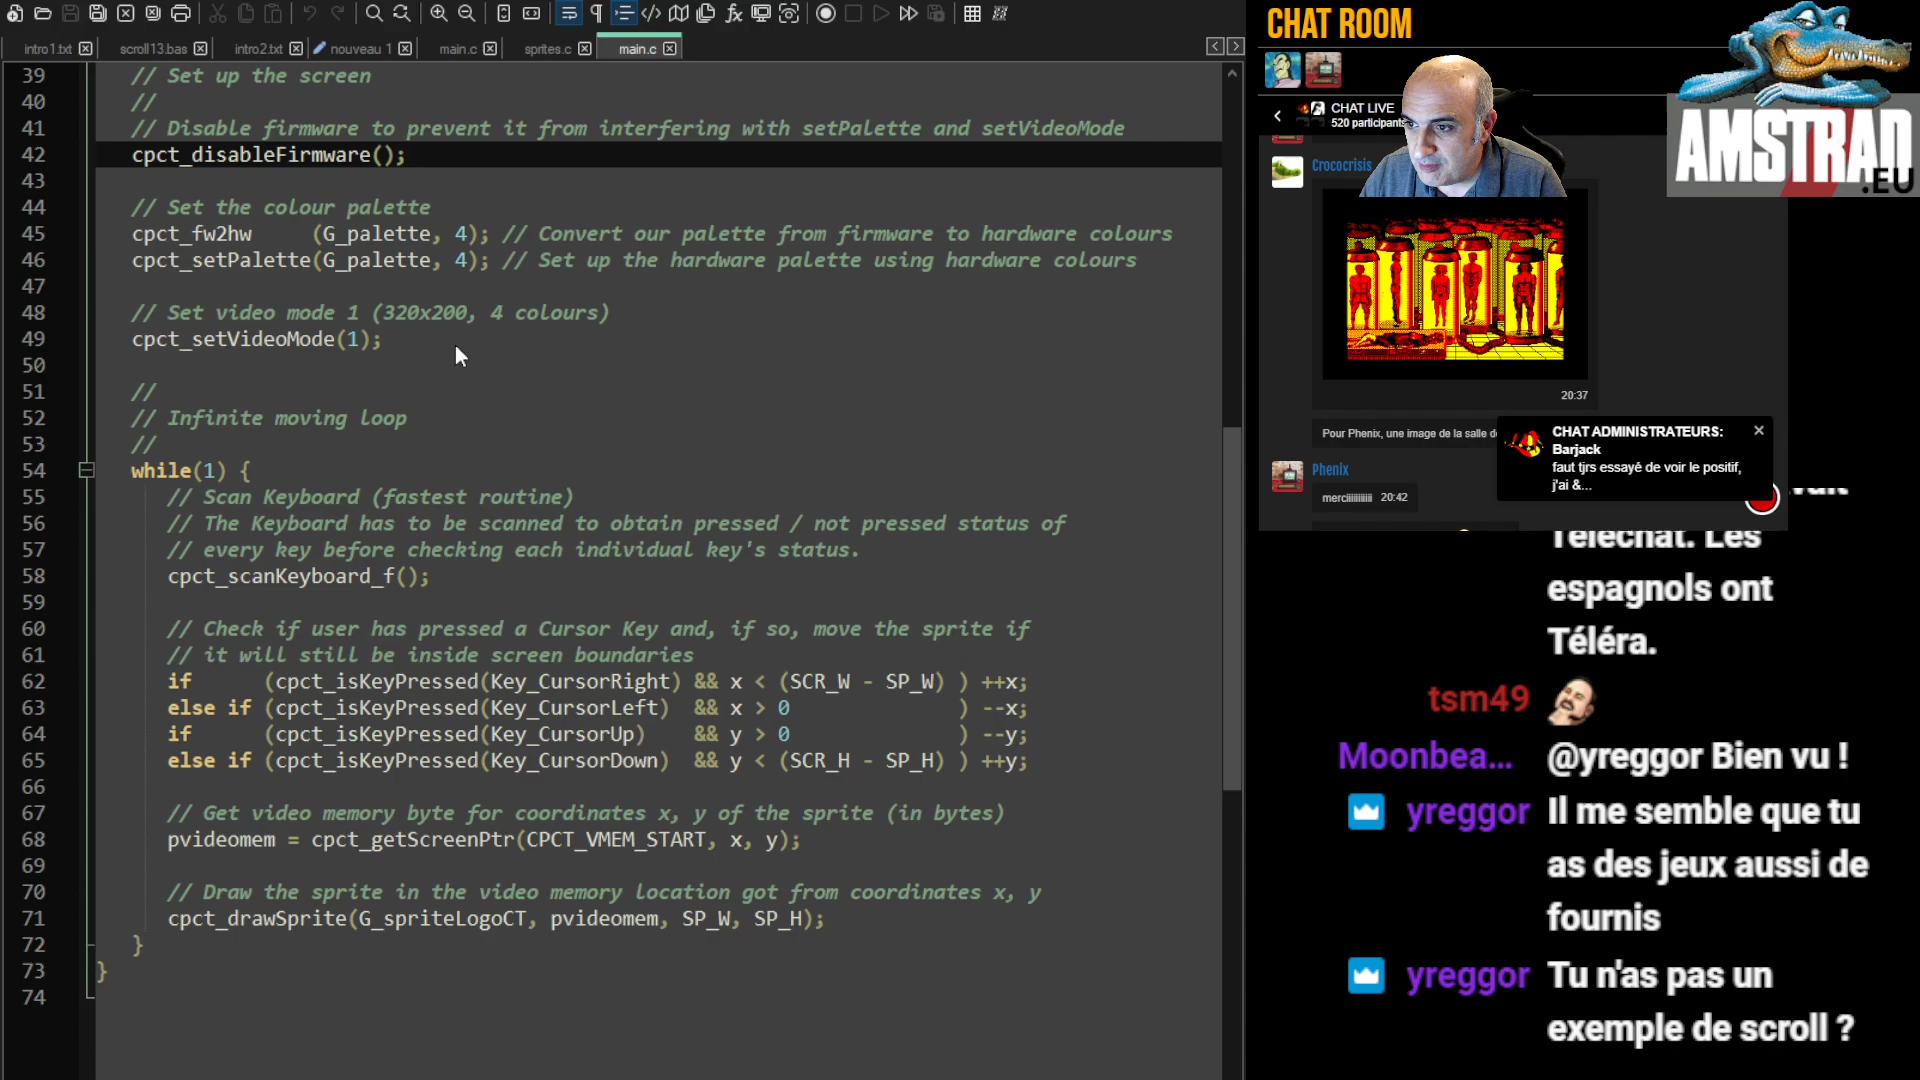 intro1.txt scroll13.bas intro2.txt nouveau 1 main.c sprites.c main.c
39 // Set up the screen
40 //
41 // Disable firmware to prevent it from interfering with setPalette and setVideoMode
42 cpct_disableFirmware();
43
44 // Set the colour palette
45 cpct_fw2hw     (G_palette, 4); // Convert our palette from firmware to hardware colours
46 cpct_setPalette(G_palette, 4); // Set up the hardware palette using hardware colours
47
48 // Set video mode 1 (320x200, 4 colours)
49 cpct_setVideoMode(1);
50
51 //
52 // Infinite moving loop
53 //
54 while(1) {
55 // Scan Keyboard (fastest routine)
56 // The Keyboard has to be scanned to obtain pressed / not pressed status of
57 // every key before checking each individual key's status.
58 cpct_scanKeyboard_f();
59
60 // Check if user has pressed a Cursor Key and, if so, move the sprite if
61 // it will still be inside screen boundaries
62 if      (cpct_isKeyPressed(Key_CursorRight) && x < (SCR_W - SP_W) ) ++x;
63 else if (cpct_isKeyPressed(Key_CursorLeft)  && x > 0              ) --x;
64 if      (cpct_isKeyPressed(Key_CursorUp)    && y > 0              ) --y;
65 else if (cpct_isKeyPressed(Key_CursorDown)  && y < (SCR_H - SP_H) ) ++y;
66
67 // Get video memory byte for coordinates x, y of the sprite (in bytes)
68 pvideomem = cpct_getScreenPtr(CPCT_VMEM_START, x, y);
69
70 // Draw the sprite in the video memory location got from coordinates x, y
71 cpct_drawSprite(G_spriteLogoCT, pvideomem, SP_W, SP_H);
72 }
73 }
74
CHAT ROOM
CHAT LIVE
520 participants
Crococrisis
20:37
Pour Phenix, une image de la salle
Phenix
merciiiiiiiiiii 20:42
CHAT ADMINISTRATEURS:
Barjack
faut tjrs essayé de voir le positif,
j'ai &...
AMSTRAD
.EU
Téléchat. Les
espagnols ont
Téléra.
tsm49
Moonbea... @yreggor Bien vu !
yreggor Il me semble que tu
as des jeux aussi de
fournis
yreggor Tu n'as pas un
exemple de scroll ?